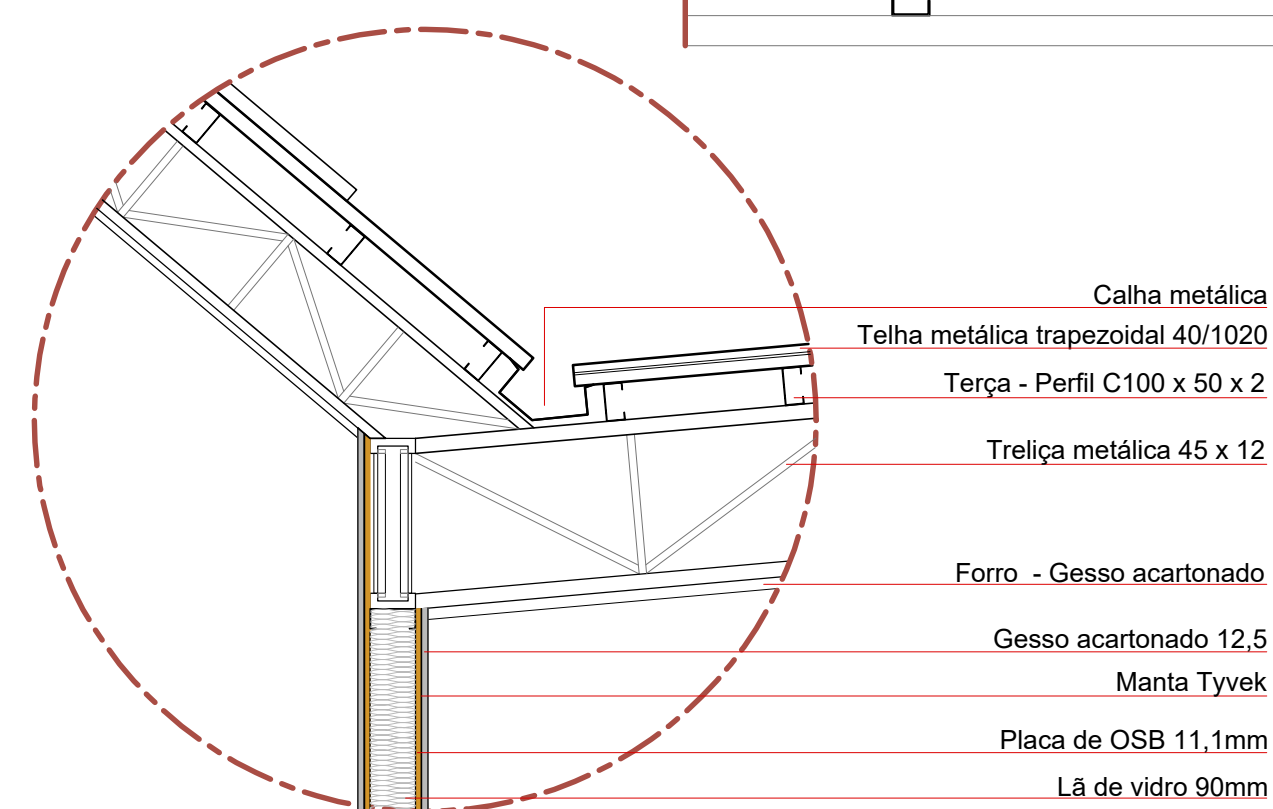 Calha metálica
Telha metálica trapezoidal 40/1020
Terça - Perfil C100 x 50 x 2
Treliça metálica 45 x 12
Forro - Gesso acartonado
Gesso acartonado 12,5
Manta Tyvek
Placa de OSB 11,1mm
Lã de vidro 90mm